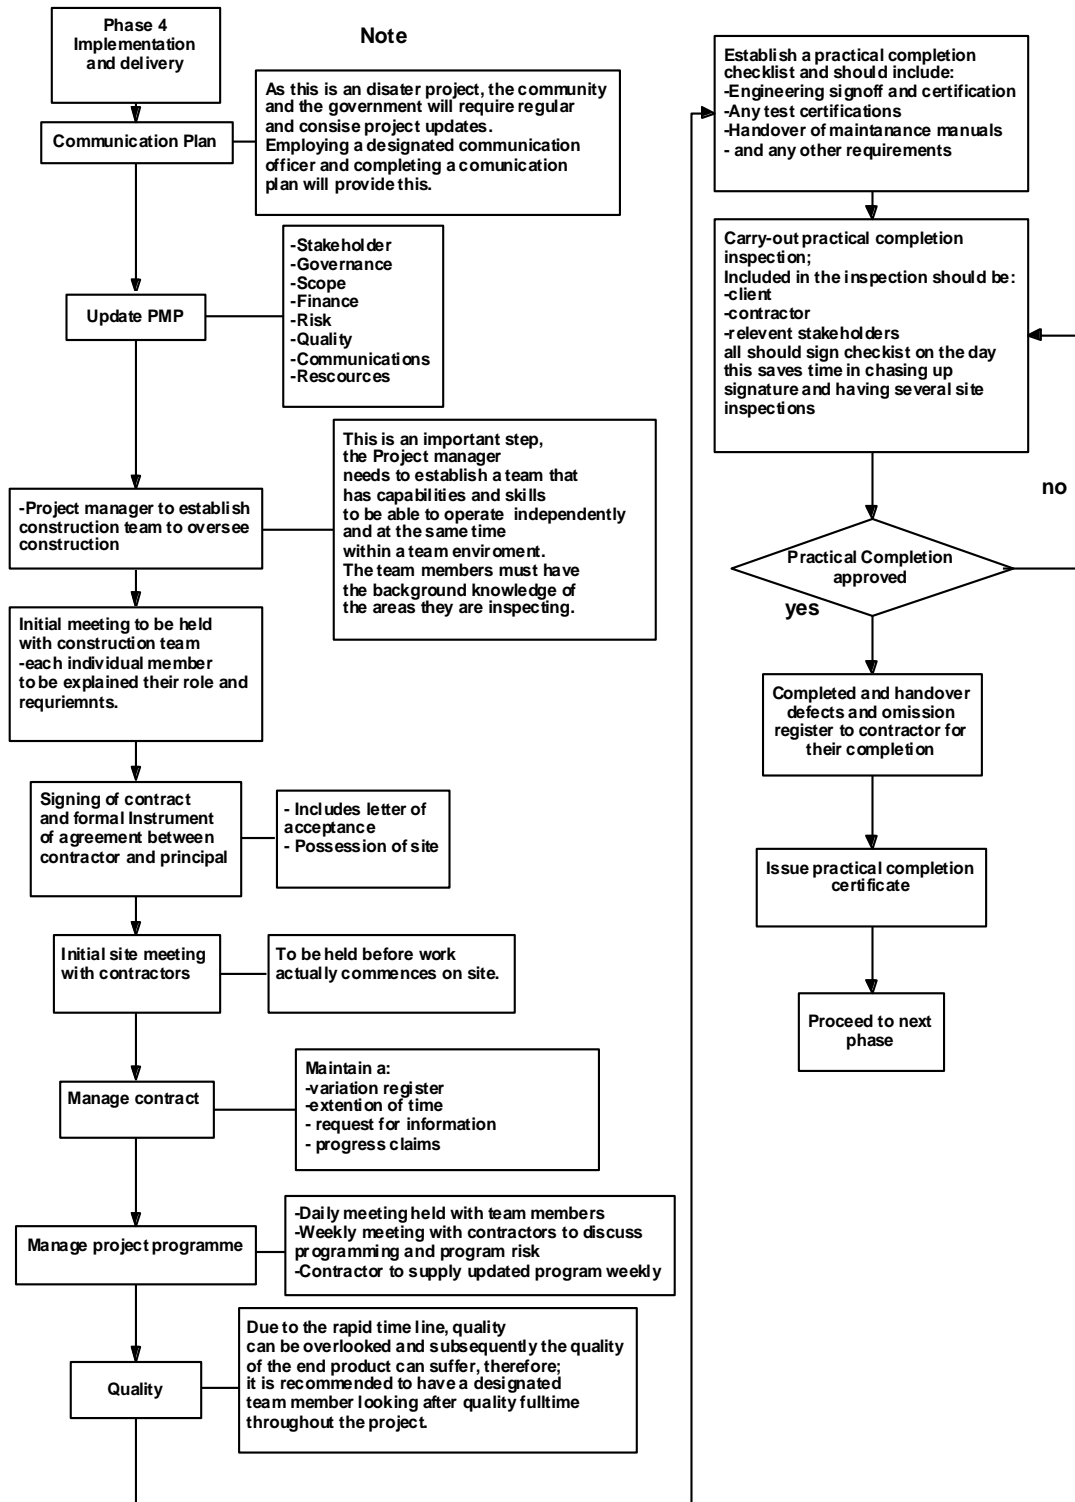 Phase 4
Implementation
and delivery
Note
Communication Plan
As this is an disater project, the community
and the government will require regular
and consise project updates.
Employing a designated communication
officer and completing a comunication
plan will provide this.
Update PMP
-Stakeholder
-Governance
-Scope
-Finance
-Risk
-Quality
-Communications
-Rescources
-Project manager to establish
construction team to oversee
construction
This is an important step,
the Project manager
needs to establish a team that
has capabilities and skills
to be able to operate independently
and at the same time
within a team enviroment.
The team members must have
the background knowledge of
the areas they are inspecting.
Initial meeting to be held
with construction team
-each individual member
to be explained their role and
requriemnts.
Signing of contract
and formal Instrument
of agreement between
contractor and principal
- Includes letter of
acceptance
- Possession of site
Initial site meeting
with contractors
To be held before work
actually commences on site.
Manage contract
Maintain a:
-variation register
-extention of time
- request for information
- progress claims
Manage project programme
-Daily meeting held with team members
-Weekly meeting with contractors to discuss
programming and program risk
-Contractor to supply updated program weekly
Quality
Due to the rapid time line, quality
can be overlooked and subsequently the quality
of the end product can suffer, therefore;
it is recommended to have a designated
team member looking after quality fulltime
throughout the project.
Establish a practical completion
checklist and should include:
-Engineering signoff and certification
-Any test certifications
-Handover of maintanance manuals
- and any other requirements
Carry-out practical completion
inspection;
Included in the inspection should be:
-client
-contractor
-relevent stakeholders
all should sign checkist on the day
this saves time in chasing up
signature and having several site
inspections
no
Practical Completion
approved
yes
Completed and handover
defects and omission
register to contractor for
their completion
Issue practical completion
certificate
Proceed to next
phase